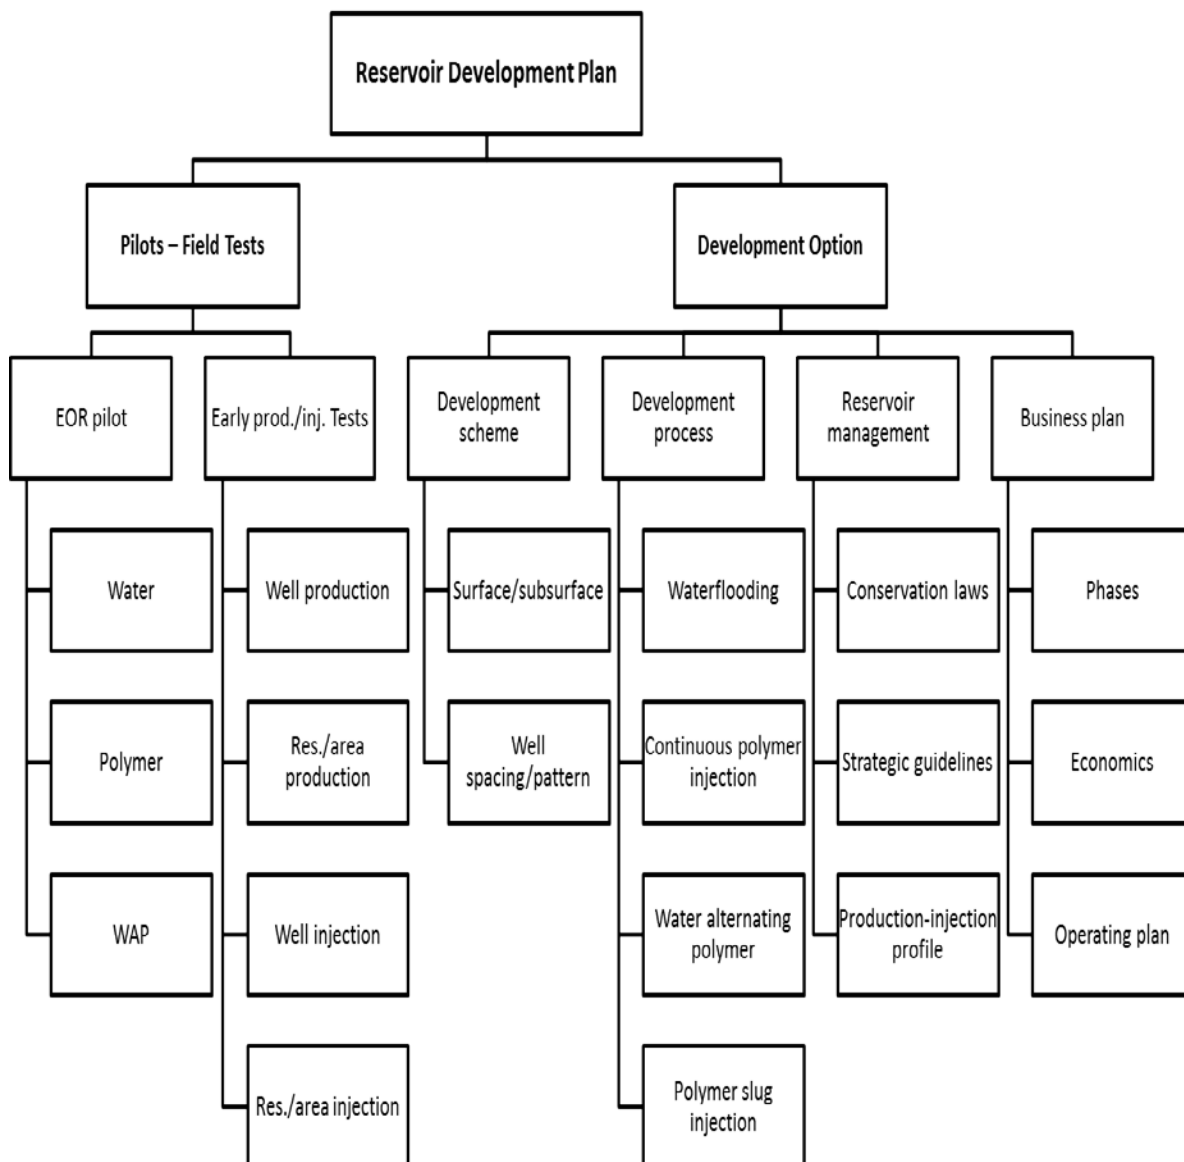 Reservoir Development Plan
Pilots – Field Tests
Development Option
EOR pilot
Early prod./inj. Tests
Development
scheme
Development
process
Reservoir
management
Business plan
Water
Well production
Surface/subsurface
Waterflooding
Conservation laws
Phases
Polymer
Res./area
production
Well
spacing/pattern
Continuous polymer
injection
Strategic guidelines
Economics
WAP
Well injection
Water alternating
polymer
Production-injection
profile
Operating plan
Res./area injection
Polymer slug
injection